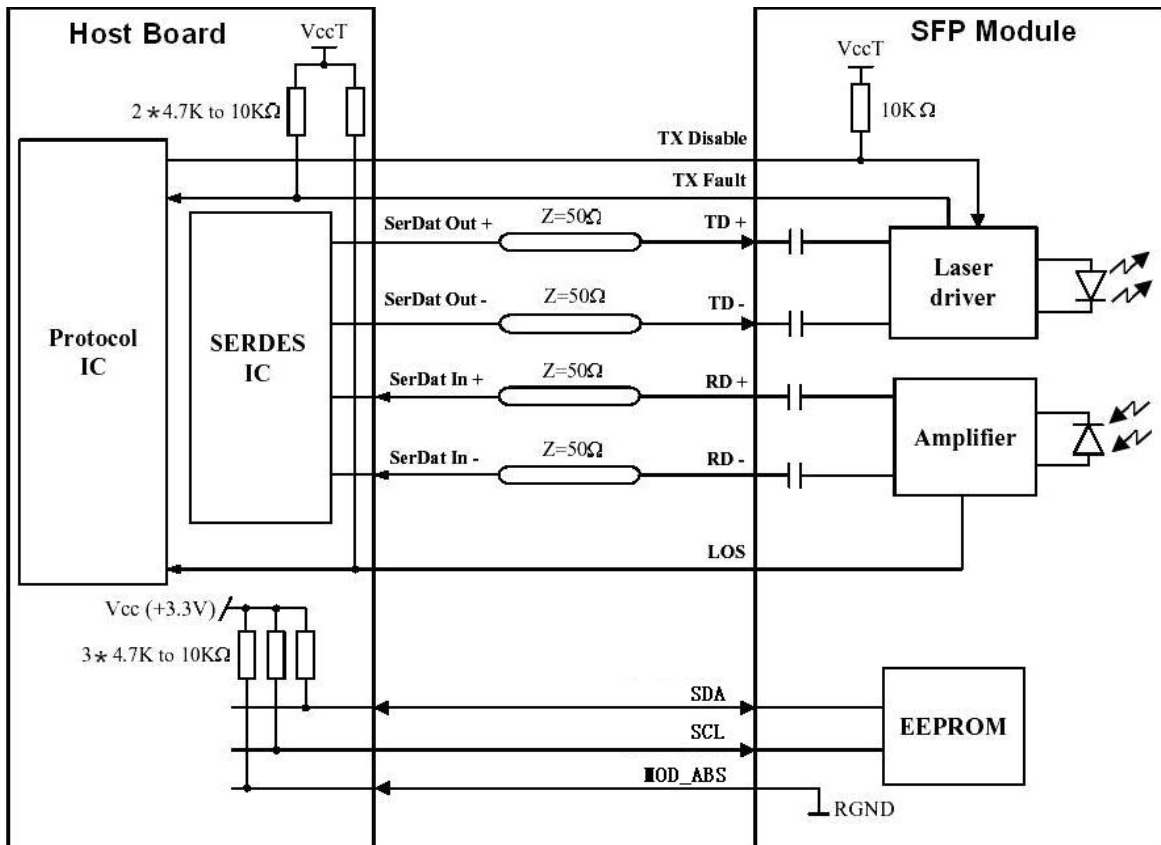 Host Board
SFP Module
VccT
VccT
2*4.7K to 10KΩ
10KΩ
TX Disable
TX Fault
SerDat Out +
Z=50Ω
TD +
Laser
driver
SerDat Out -
Z=50Ω
TD -
Protocol
IC
SERDES
IC
SerDat In +
Z=50Ω
RD +
Amplifier
SerDat In -
Z=50Ω
RD -
LOS
Vcc (+3.3V)
3*4.7K to 10KΩ
SDA
SCL
EEPROM
MOD_ABS
RGND